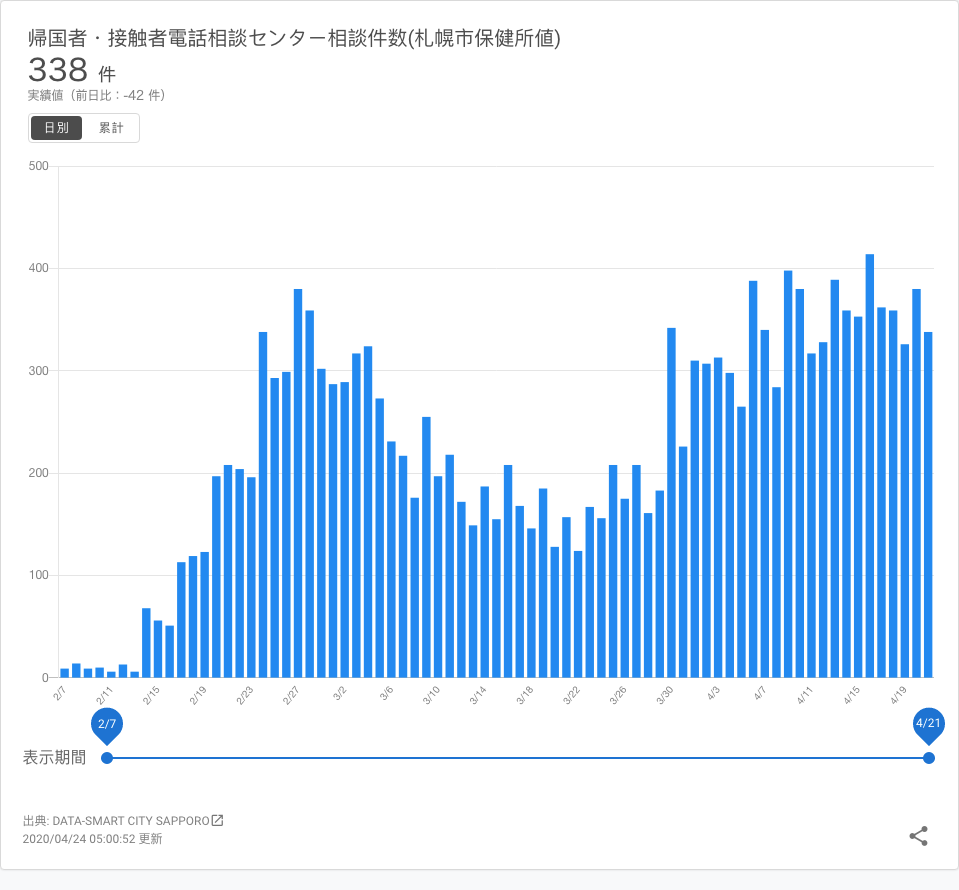 帰国者・接触者電話相談センター相談件数(札幌市保健所値)
338 件
実績値（前日比：-42 件）
日別 累計
500
400
300
200
100
0
2/7 2/11 2/15 2/19 2/23 2/27 3/2 3/6 3/10 3/14 3/18 3/22 3/26 3/30 4/3 4/7 4/11 4/15 4/19
2/7 4/21
表示期間
出典: DATA-SMART CITY SAPPORO
2020/04/24 05:00:52 更新